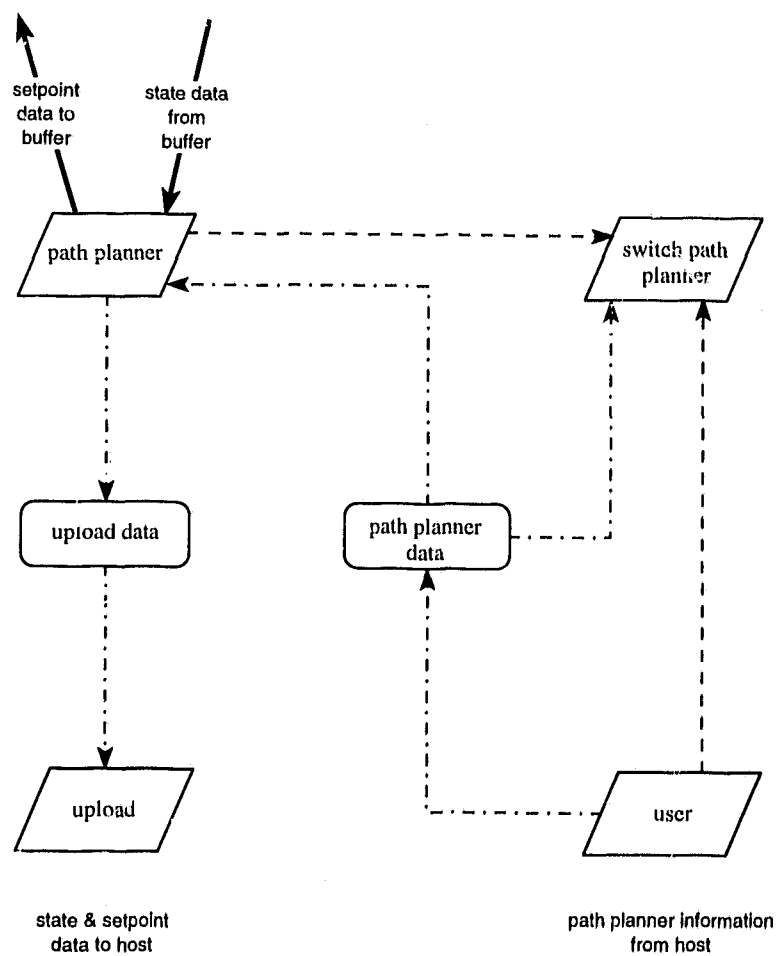 setpoint
data to
buffer
state data
from
buffer
path planner
switch path
planner
upload data
path planner
data
upload
user
state & setpoint
data to host
path planner information
from host